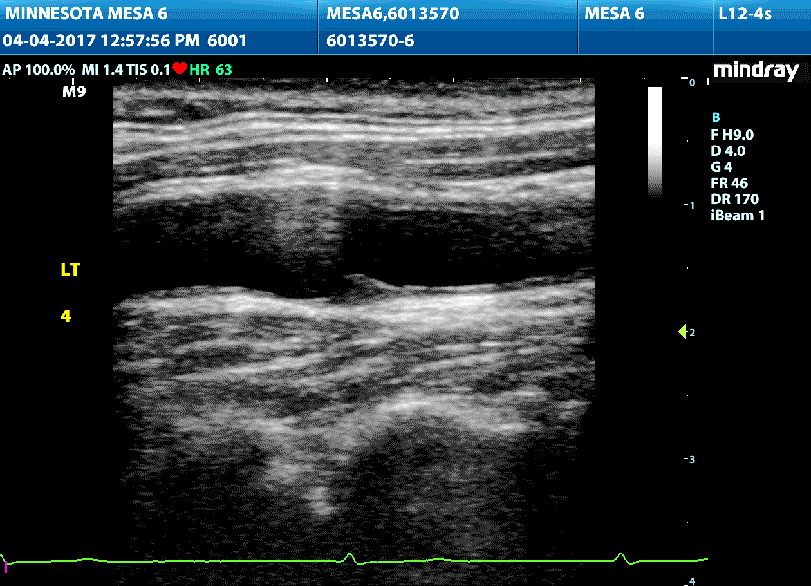 MINNESOTA MESA 6
MESA6,6013570
MESA 6
L12-4s
04-04-2017 12:57:56 PM 6001
6013570-6
AP 100.0% MI 1.4 TIS 0.1 HR 63
mindray
M9
B
F H9.0
D 4.0
G 4
FR 46
DR 170
iBeam 1
LT
4
0
1
2
3
4